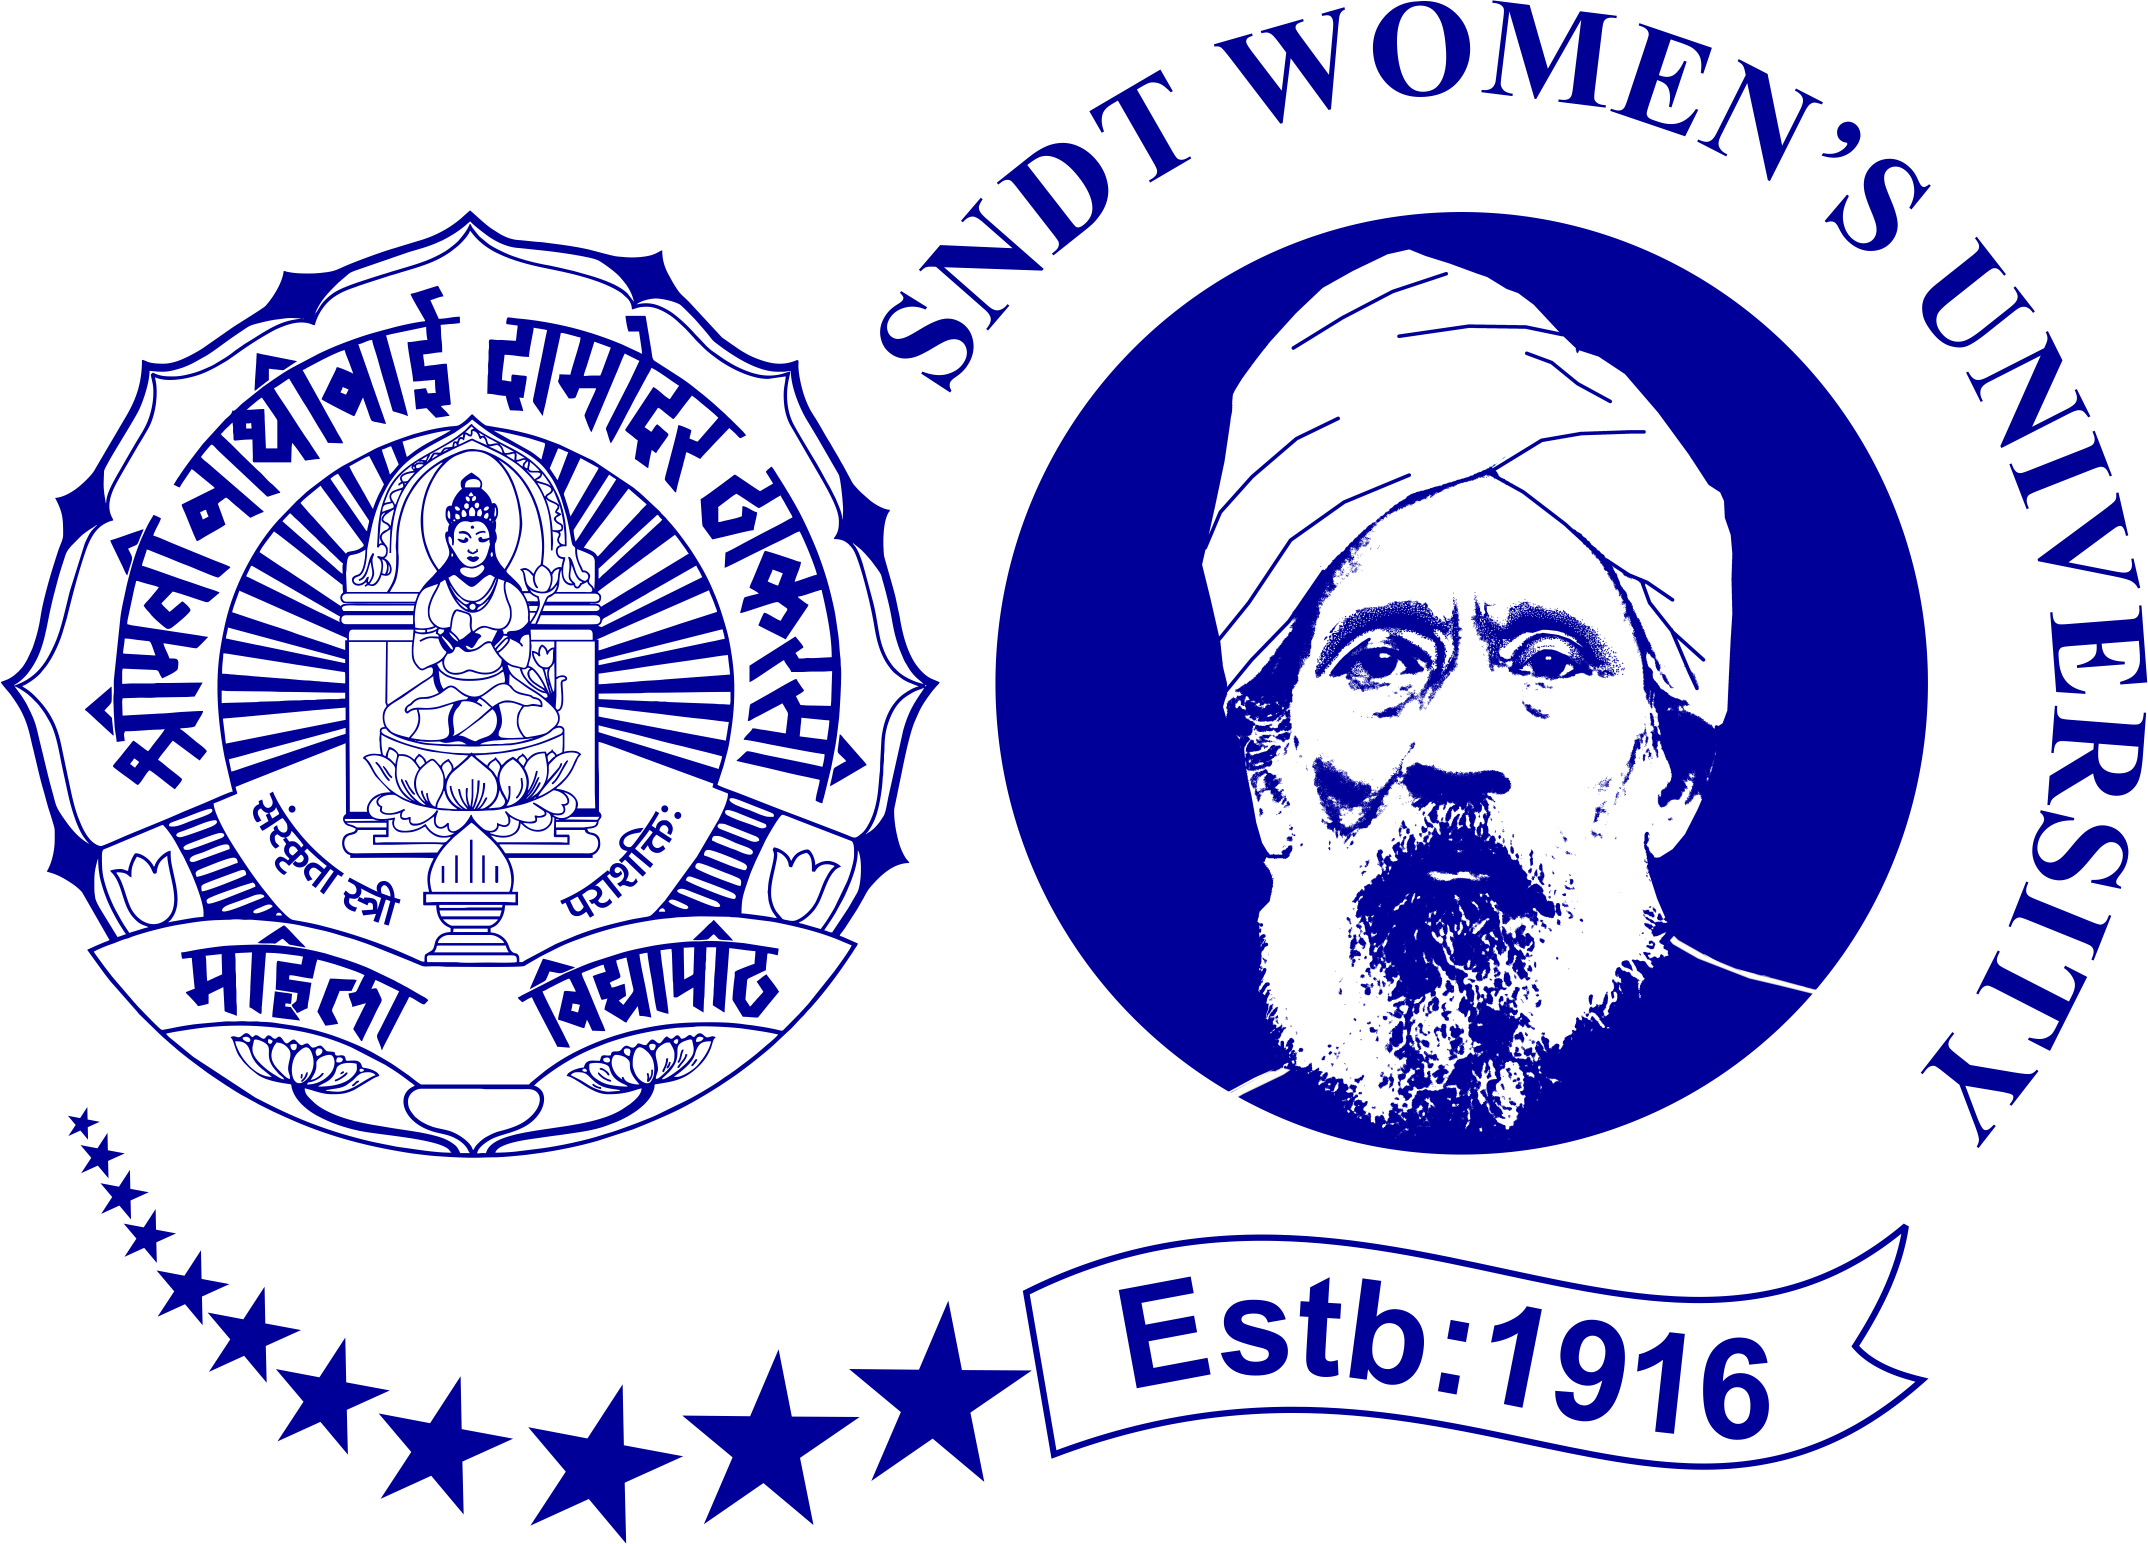 श्रीमती नाथीबाई दामोदर ठाकरसी
संस्कृता स्त्री
पराशक्ति:
महिला
विद्यापीठ
SNDT WOMEN’S UNIVERSITY
Estb:1916